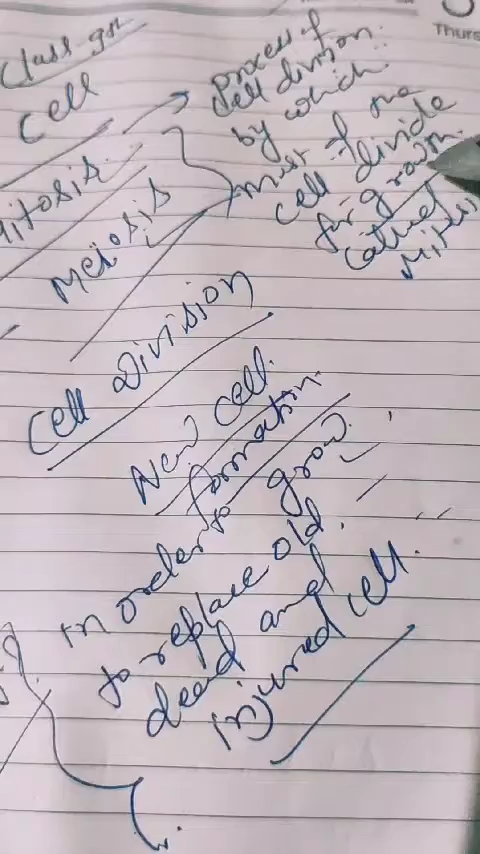 Thurs
Class 9th
Cell
Mitosis
Meiosis
process of
cell division
by which
most of the
cell divide
for growth.
called
Mitosis
Cell Division
New cell
formation.
In order to grow.
to replace old.
dead and
Injured cell.